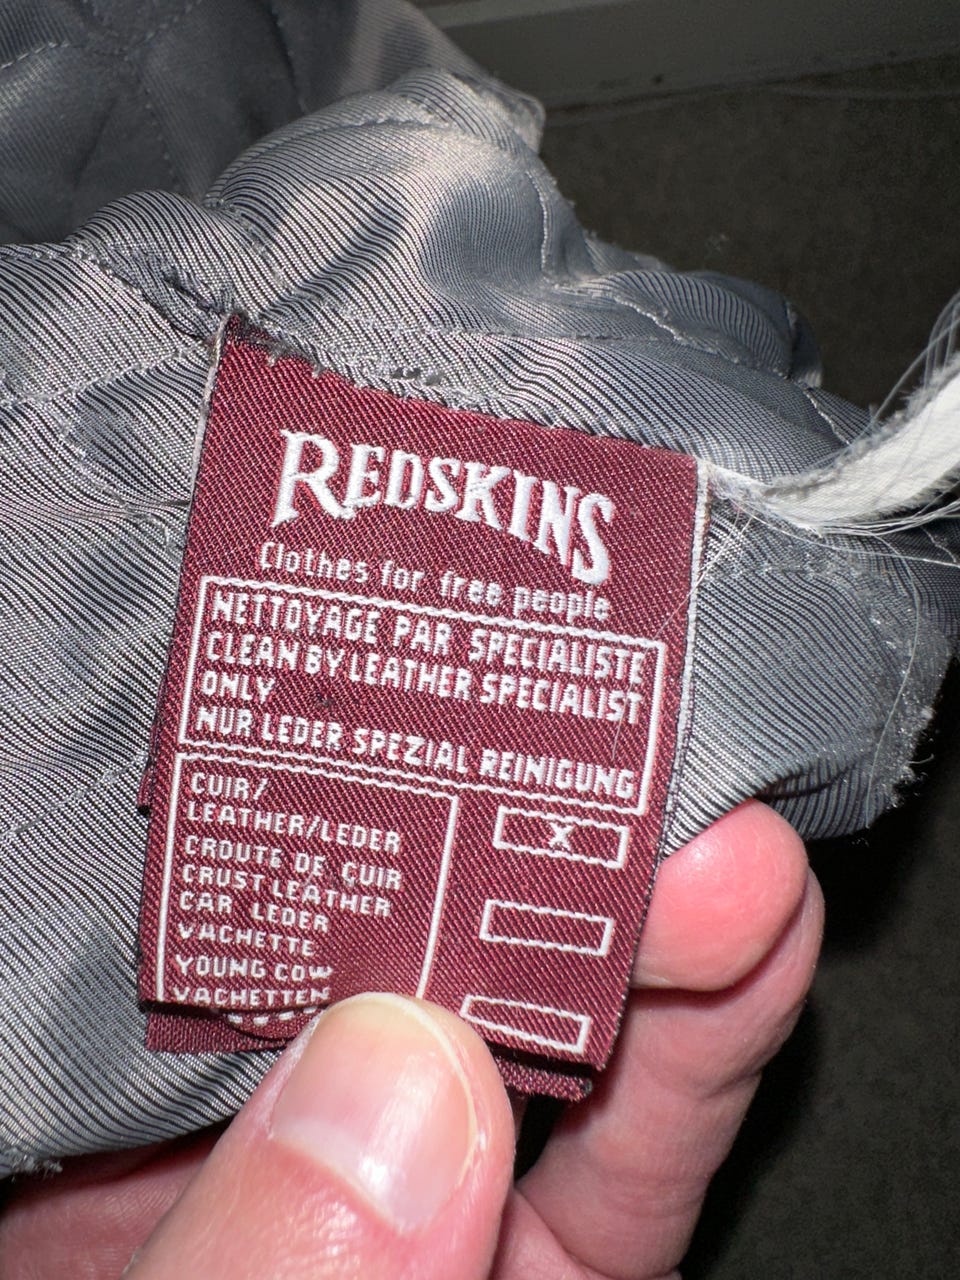 REDSKINS
Clothes for free people
NETTOYAGE PAR SPECIALISTE
CLEAN BY LEATHER SPECIALIST
ONLY
NUR LEDER SPEZIAL REINIGUNG
CUIR/
LEATHER/LEDER
X
CROUTE DE CUIR
CRUST LEATHER
CAR LEDER
VACHETTE
YOUNG COW
VACHETTEN